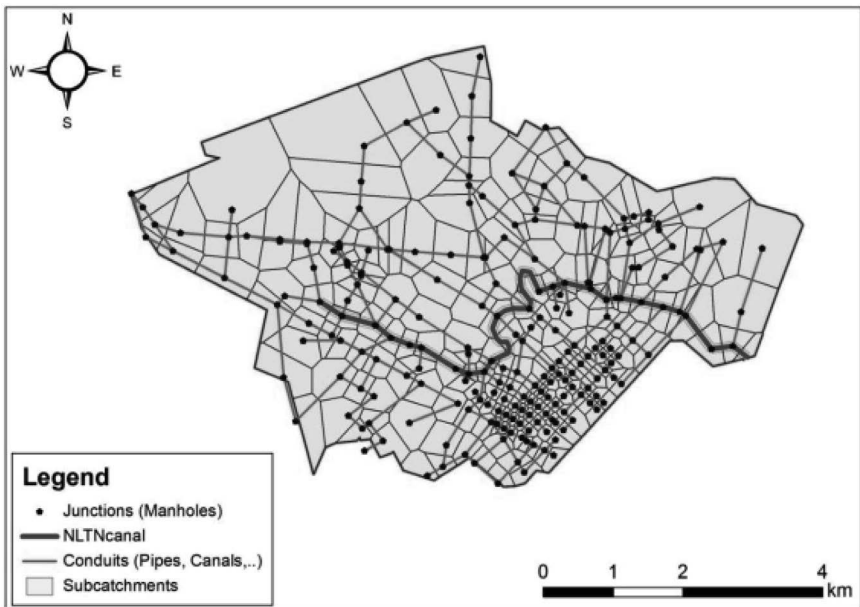 N
W E
S
Legend
Junctions (Manholes)
NLTNcanal
Conduits (Pipes, Canals,..)
Subcatchments
0 1 2 4
km